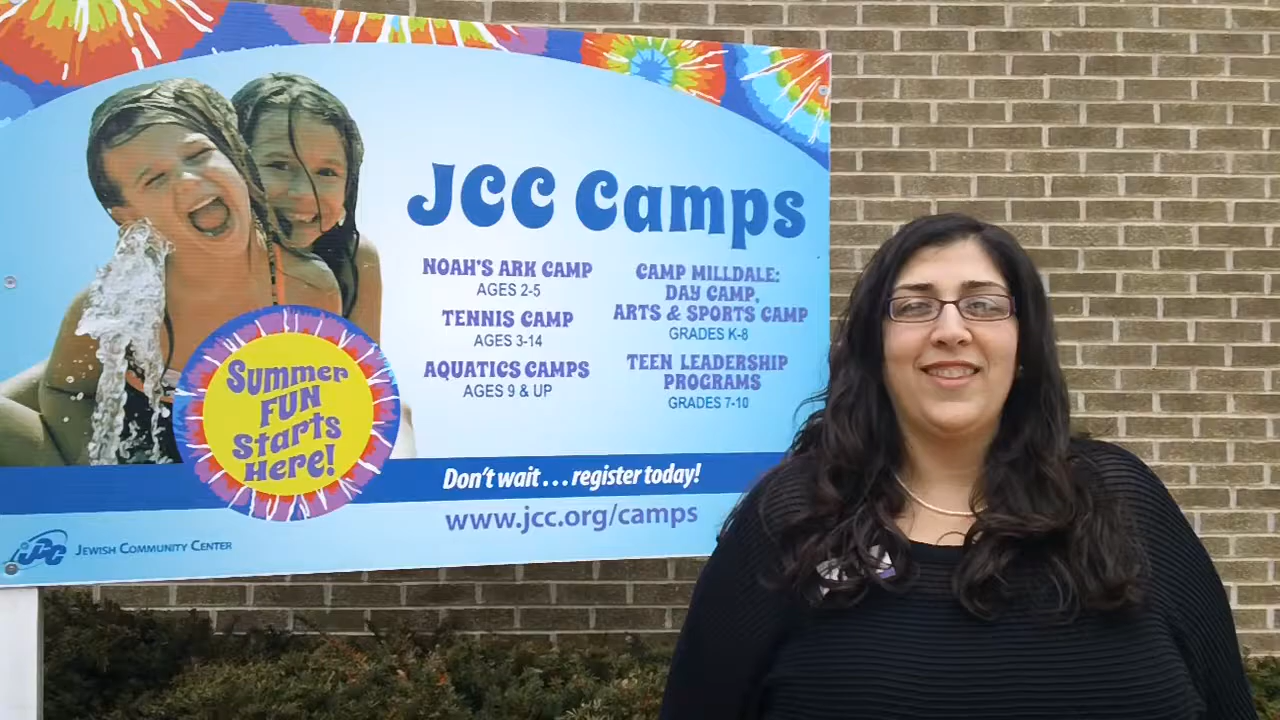 JCC Camps
NOAH'S ARK CAMP
AGES 2-5
TENNIS CAMP
AGES 3-14
AQUATICS CAMPS
AGES 9 & UP
CAMP MILLDALE:
DAY CAMP,
ARTS & SPORTS CAMP
GRADES K-8
TEEN LEADERSHIP
PROGRAMS
GRADES 7-10
Summer
FUN
Starts
Here!
Don't wait...register today!
www.jcc.org/camps
JCC JEWISH COMMUNITY CENTER